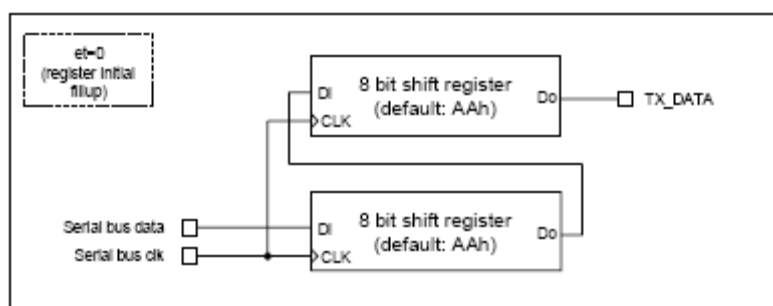 et=0
(register initial
fillup)
8 bit shift register
(default: AAh)
DI
CLK
Do
TX_DATA
Serial bus data
Serial bus clk
8 bit shift register
(default: AAh)
DI
CLK
Do